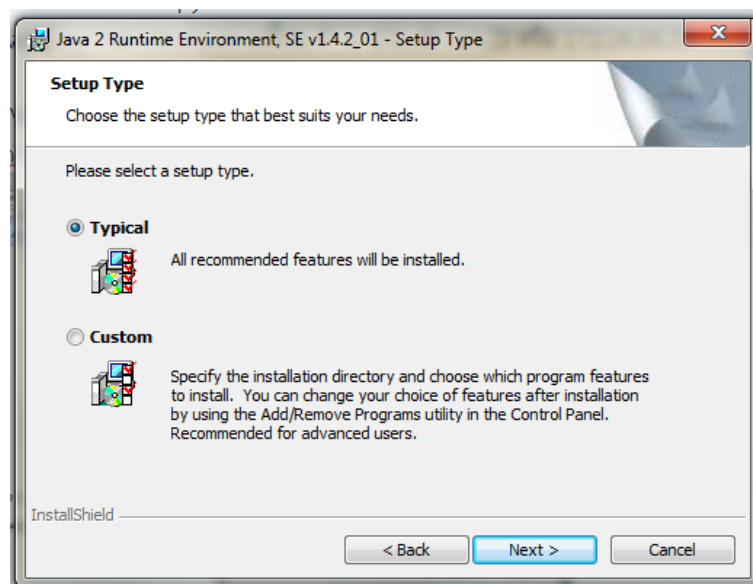 Java 2 Runtime Environment, SE v1.4.2_01 - Setup Type
Setup Type
Choose the setup type that best suits your needs.
Please select a setup type.
Typical
All recommended features will be installed.
Custom
Specify the installation directory and choose which program features
to install. You can change your choice of features after installation
by using the Add/Remove Programs utility in the Control Panel.
Recommended for advanced users.
InstallShield
< Back
Next >
Cancel